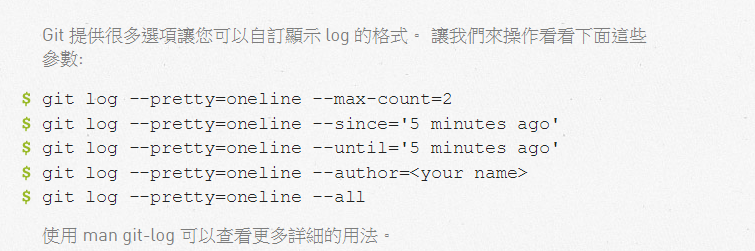 Git 提供很多選項讓您可以自訂顯示 log 的格式。 讓我們來操作看看下面這些
參數:
$ git log --pretty=oneline --max-count=2
$ git log --pretty=oneline --since='5 minutes ago'
$ git log --pretty=oneline --until='5 minutes ago'
$ git log --pretty=oneline --author=<your name>
$ git log --pretty=oneline --all
使用 man git-log 可以查看更多詳細的用法。